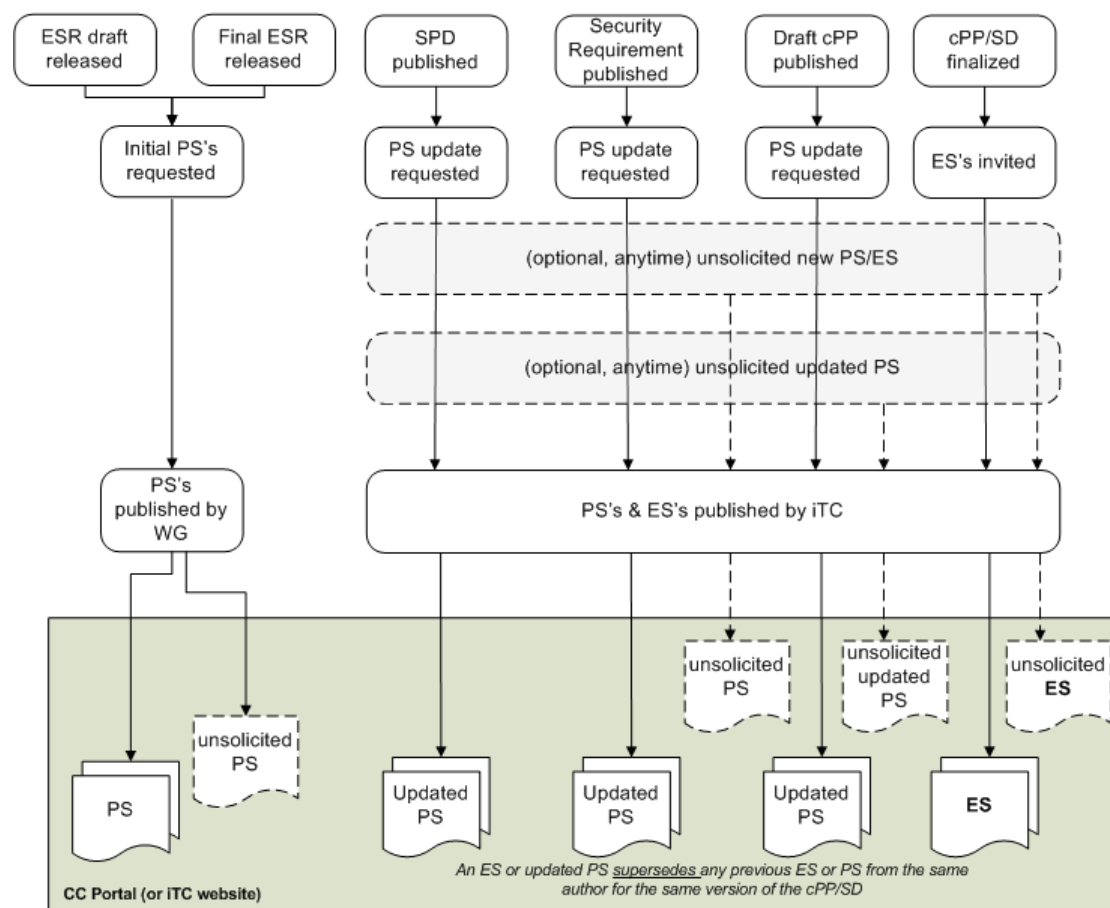 ESR draft
released
Final ESR
released
SPD
published
Security
Requirement
published
Draft cPP
published
cPP/SD
finalized
Initial PS's
requested
PS update
requested
PS update
requested
PS update
requested
ES's invited
(optional, anytime) unsolicited new PS/ES
(optional, anytime) unsolicited updated PS
PS's
published by
WG
PS's & ES's published by iTC
unsolicited
PS
unsolicited
updated
PS
unsolicited
ES
unsolicited
PS
PS
Updated
PS
Updated
PS
Updated
PS
ES
An ES or updated PS supersedes any previous ES or PS from the same
author for the same version of the cPP/SD
CC Portal (or iTC website)